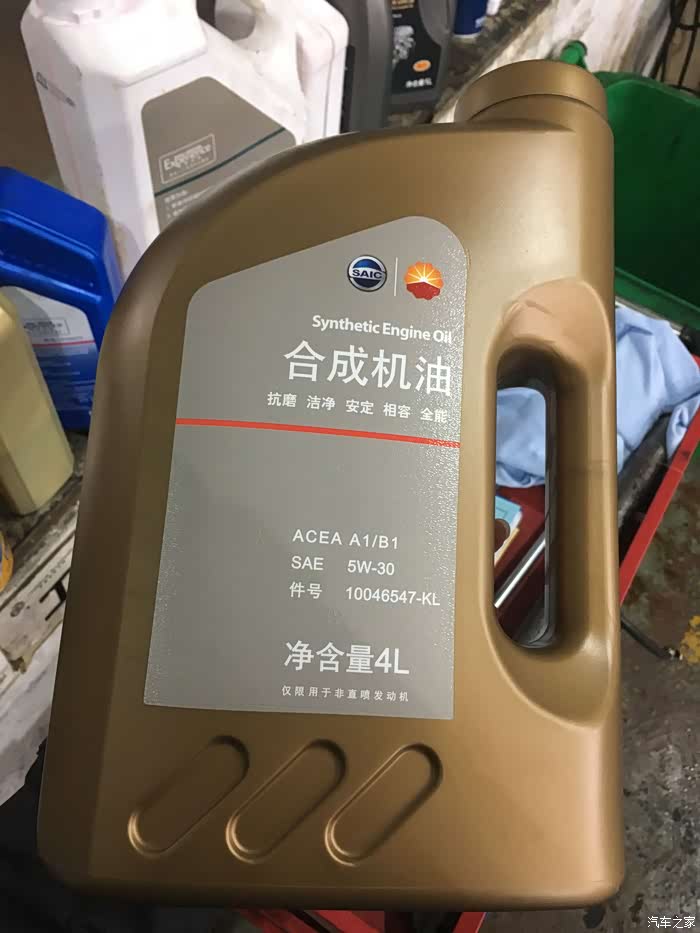 SAIC
Synthetic Engine Oil
合成机油
抗磨 洁净 安定 相容 全能
ACEA A1/B1
SAE 5W-30
件号 10046547-KL
净含量4L
仅限用于非直喷发动机
1L
汽车之家